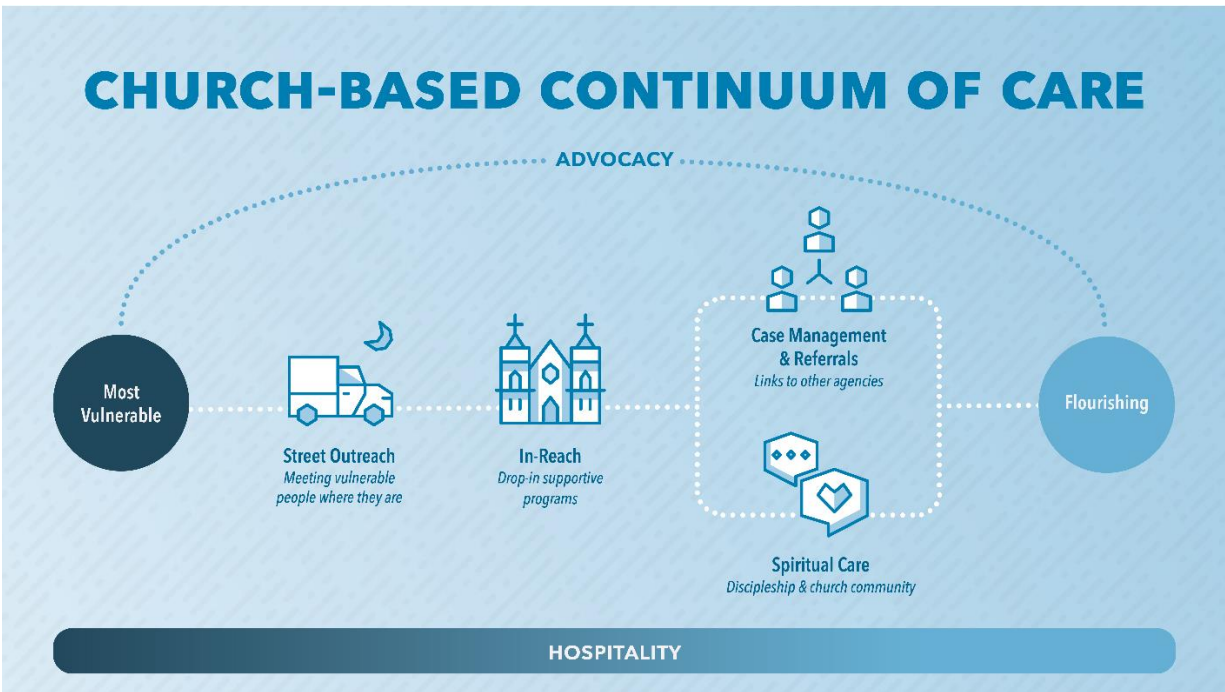 CHURCH-BASED CONTINUUM OF CARE
ADVOCACY
Most
Vulnerable
Street Outreach
Meeting vulnerable
people where they are
In-Reach
Drop-in supportive
programs
Case Management
& Referrals
Links to other agencies
Spiritual Care
Discipleship & church community
Flourishing
HOSPITALITY